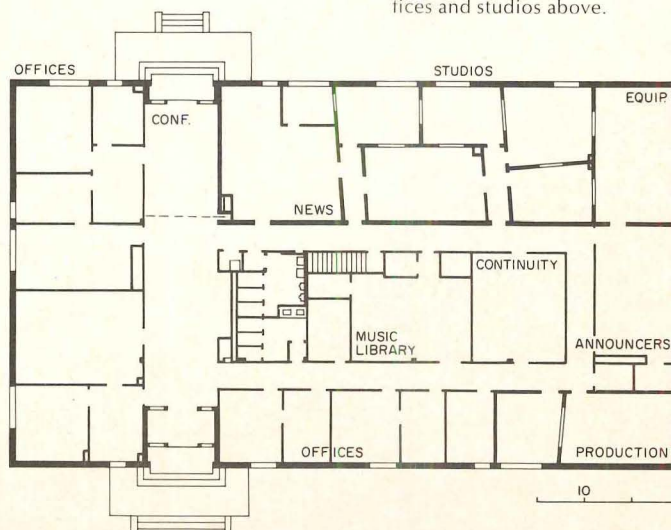 fices and studios above.
OFFICES
STUDIOS
EQUIP.
CONF.
NEWS
CONTINUITY
MUSIC
LIBRARY
ANNOUNCERS
OFFICES
PRODUCTION
10